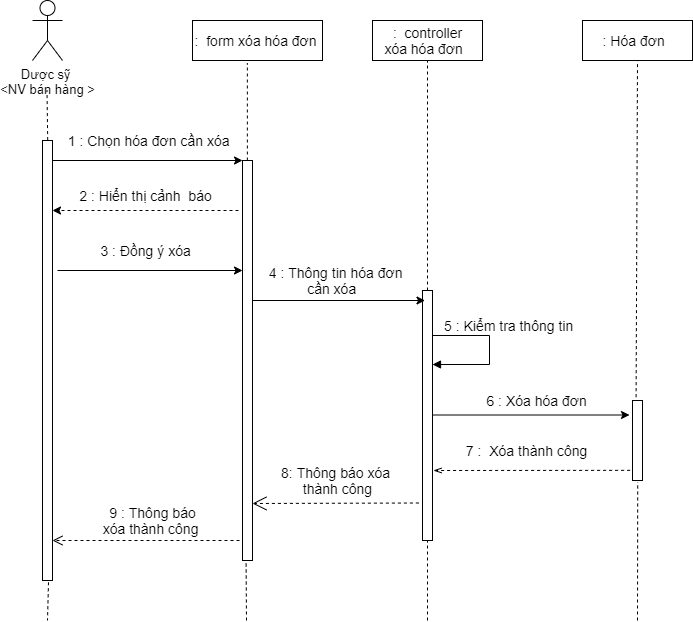 Dược sỹ
<NV bán hàng >
: form xóa hóa đơn
: controller
xóa hóa đơn
: Hóa đơn
1 : Chọn hóa đơn cần xóa
2 : Hiển thị cảnh báo
3 : Đồng ý xóa
4 : Thông tin hóa đơn
cần xóa
5 : Kiểm tra thông tin
6 : Xóa hóa đơn
7 : Xóa thành công
8: Thông báo xóa
thành công
9 : Thông báo
xóa thành công